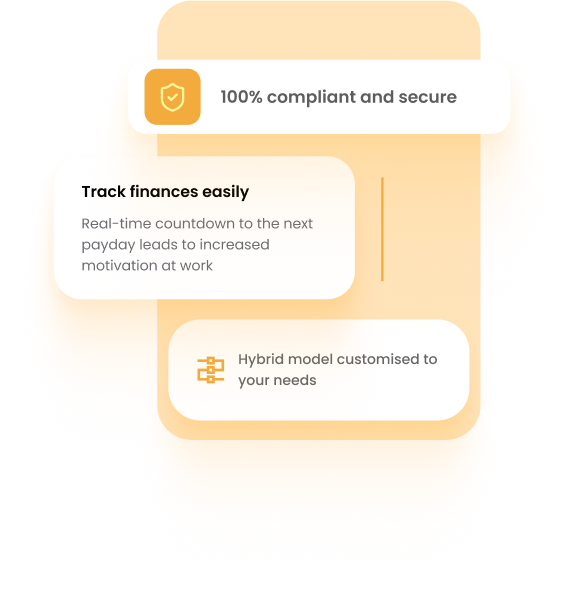 100% compliant and secure
Track finances easily
Real-time countdown to the next
payday leads to increased
motivation at work
Hybrid model customised to
your needs